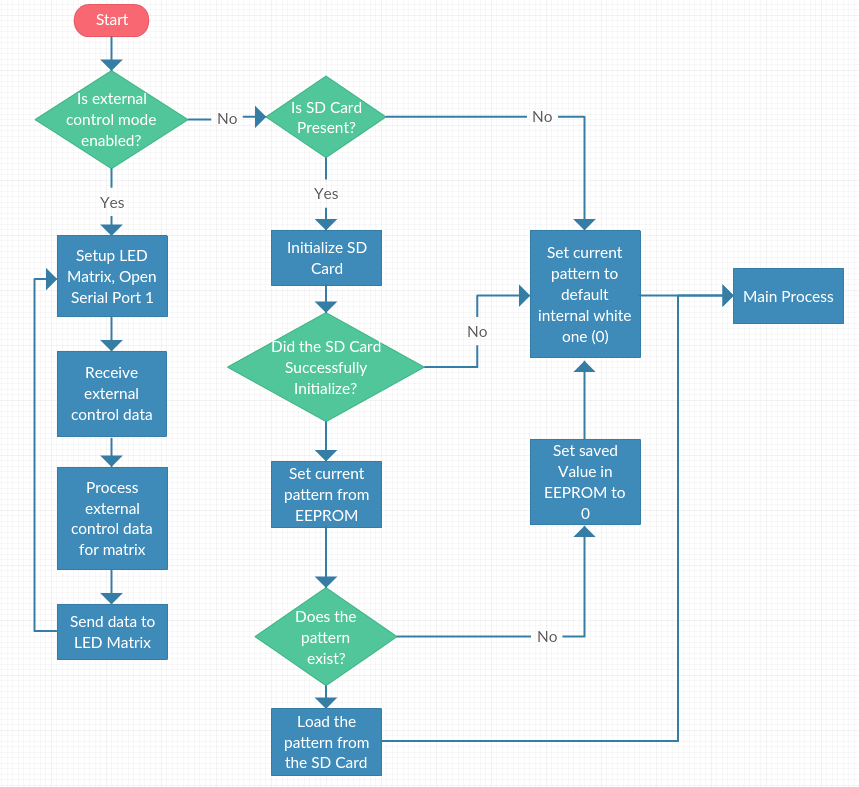 Start
Is external
control mode
enabled?
No
Is SD Card
Present?
No
Yes
Yes
Setup LED
Matrix, Open
Serial Port 1
Initialize SD
Card
Set current
pattern to
default
internal white
one (0)
Main Process
No
Did the SD Card
Successfully
Initialize?
Receive
external
control data
Set current
pattern from
EEPROM
Set saved
Value in
EEPROM to
0
Process
external
control data
for matrix
Send data to
LED Matrix
Does the
pattern
exist?
No
Load the
pattern from
the SD Card